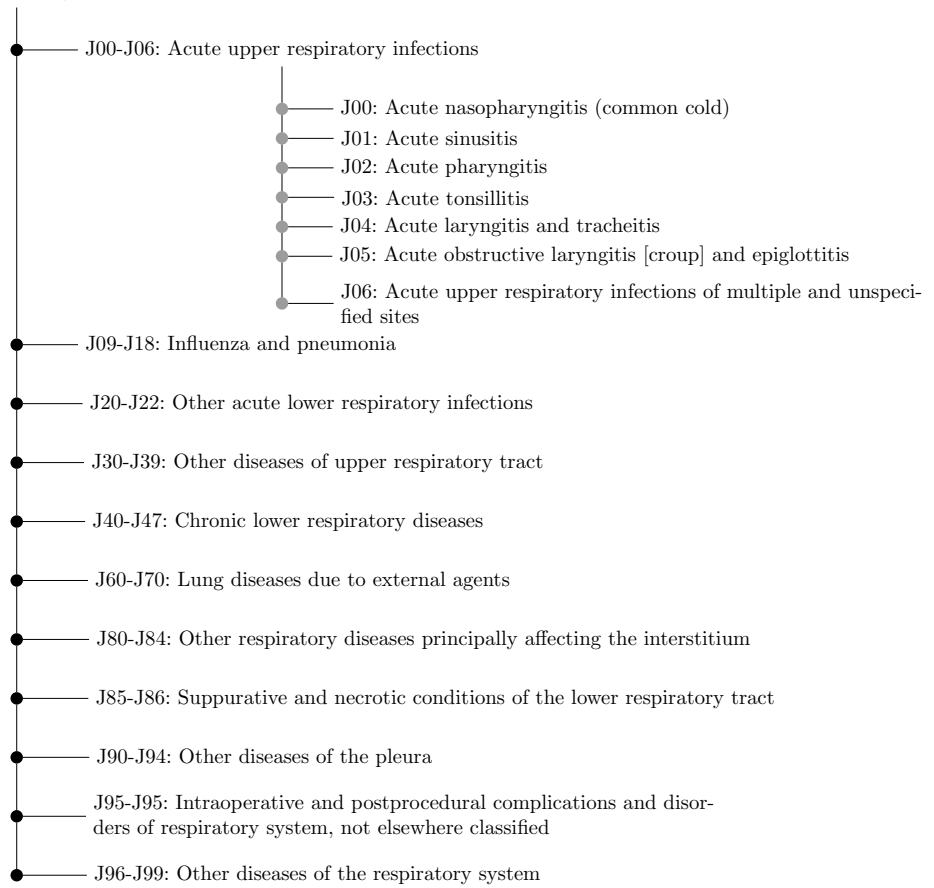 J00-J06: Acute upper respiratory infections
J00: Acute nasopharyngitis (common cold)
J01: Acute sinusitis
J02: Acute pharyngitis
J03: Acute tonsillitis
J04: Acute laryngitis and tracheitis
J05: Acute obstructive laryngitis [croup] and epiglottitis
J06: Acute upper respiratory infections of multiple and unspeci-
fied sites
J09-J18: Influenza and pneumonia
J20-J22: Other acute lower respiratory infections
J30-J39: Other diseases of upper respiratory tract
J40-J47: Chronic lower respiratory diseases
J60-J70: Lung diseases due to external agents
J80-J84: Other respiratory diseases principally affecting the interstitium
J85-J86: Suppurative and necrotic conditions of the lower respiratory tract
J90-J94: Other diseases of the pleura
J95-J95: Intraoperative and postprocedural complications and disor-
ders of respiratory system, not elsewhere classified
J96-J99: Other diseases of the respiratory system